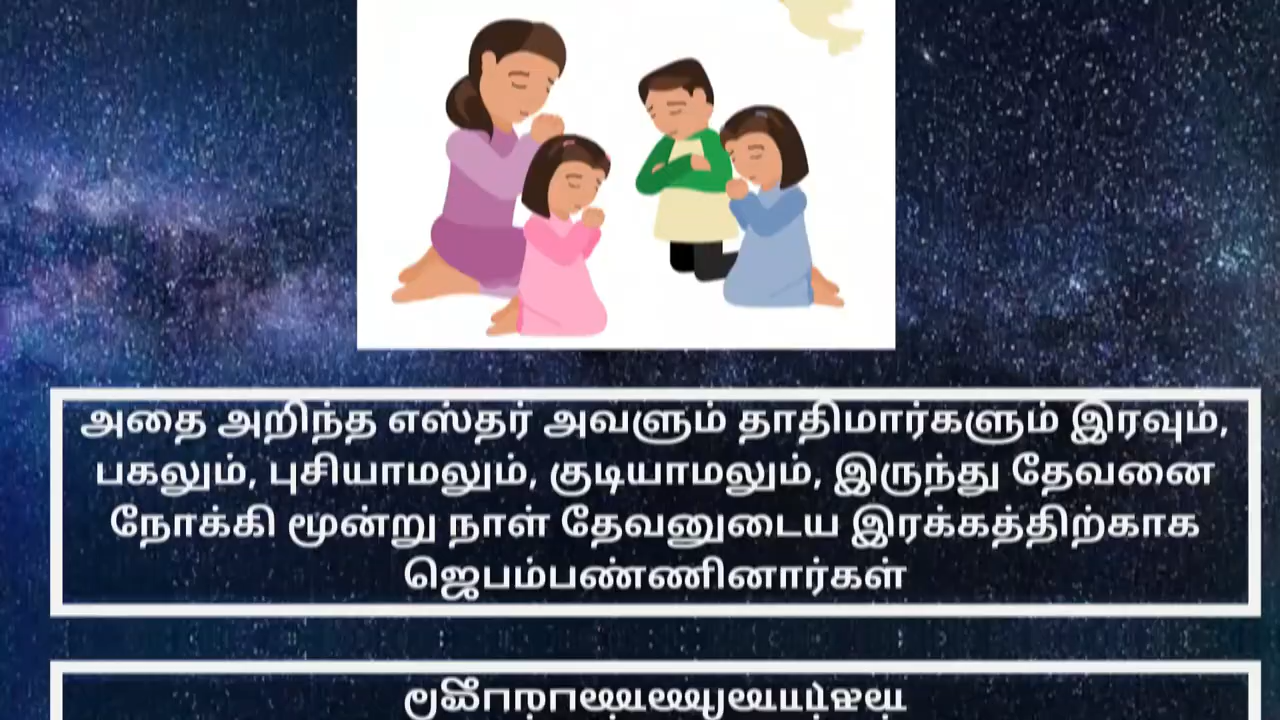 அதை அறிந்த எஸ்தர் அவளும் தாதிமார்களும் இரவும்,
பகலும், புசியாமலும், குடியாமலும், இருந்து தேவனை
நோக்கி மூன்று நாள் தேவனுடைய இரக்கத்திற்காக
ஜெபம்பண்ணினார்கள்